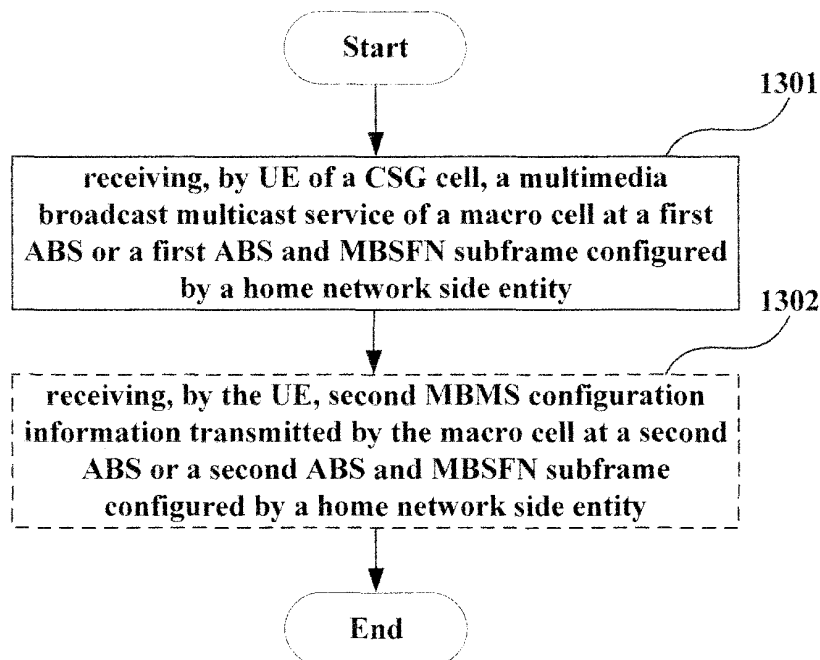 Start
1301
receiving, by UE of a CSG cell, a multimedia
broadcast multicast service of a macro cell at a first
ABS or a first ABS and MBSFN subframe configured
by a home network side entity
1302
receiving, by the UE, second MBMS configuration
information transmitted by the macro cell at a second
ABS or a second ABS and MBSFN subframe
configured by a home network side entity
End